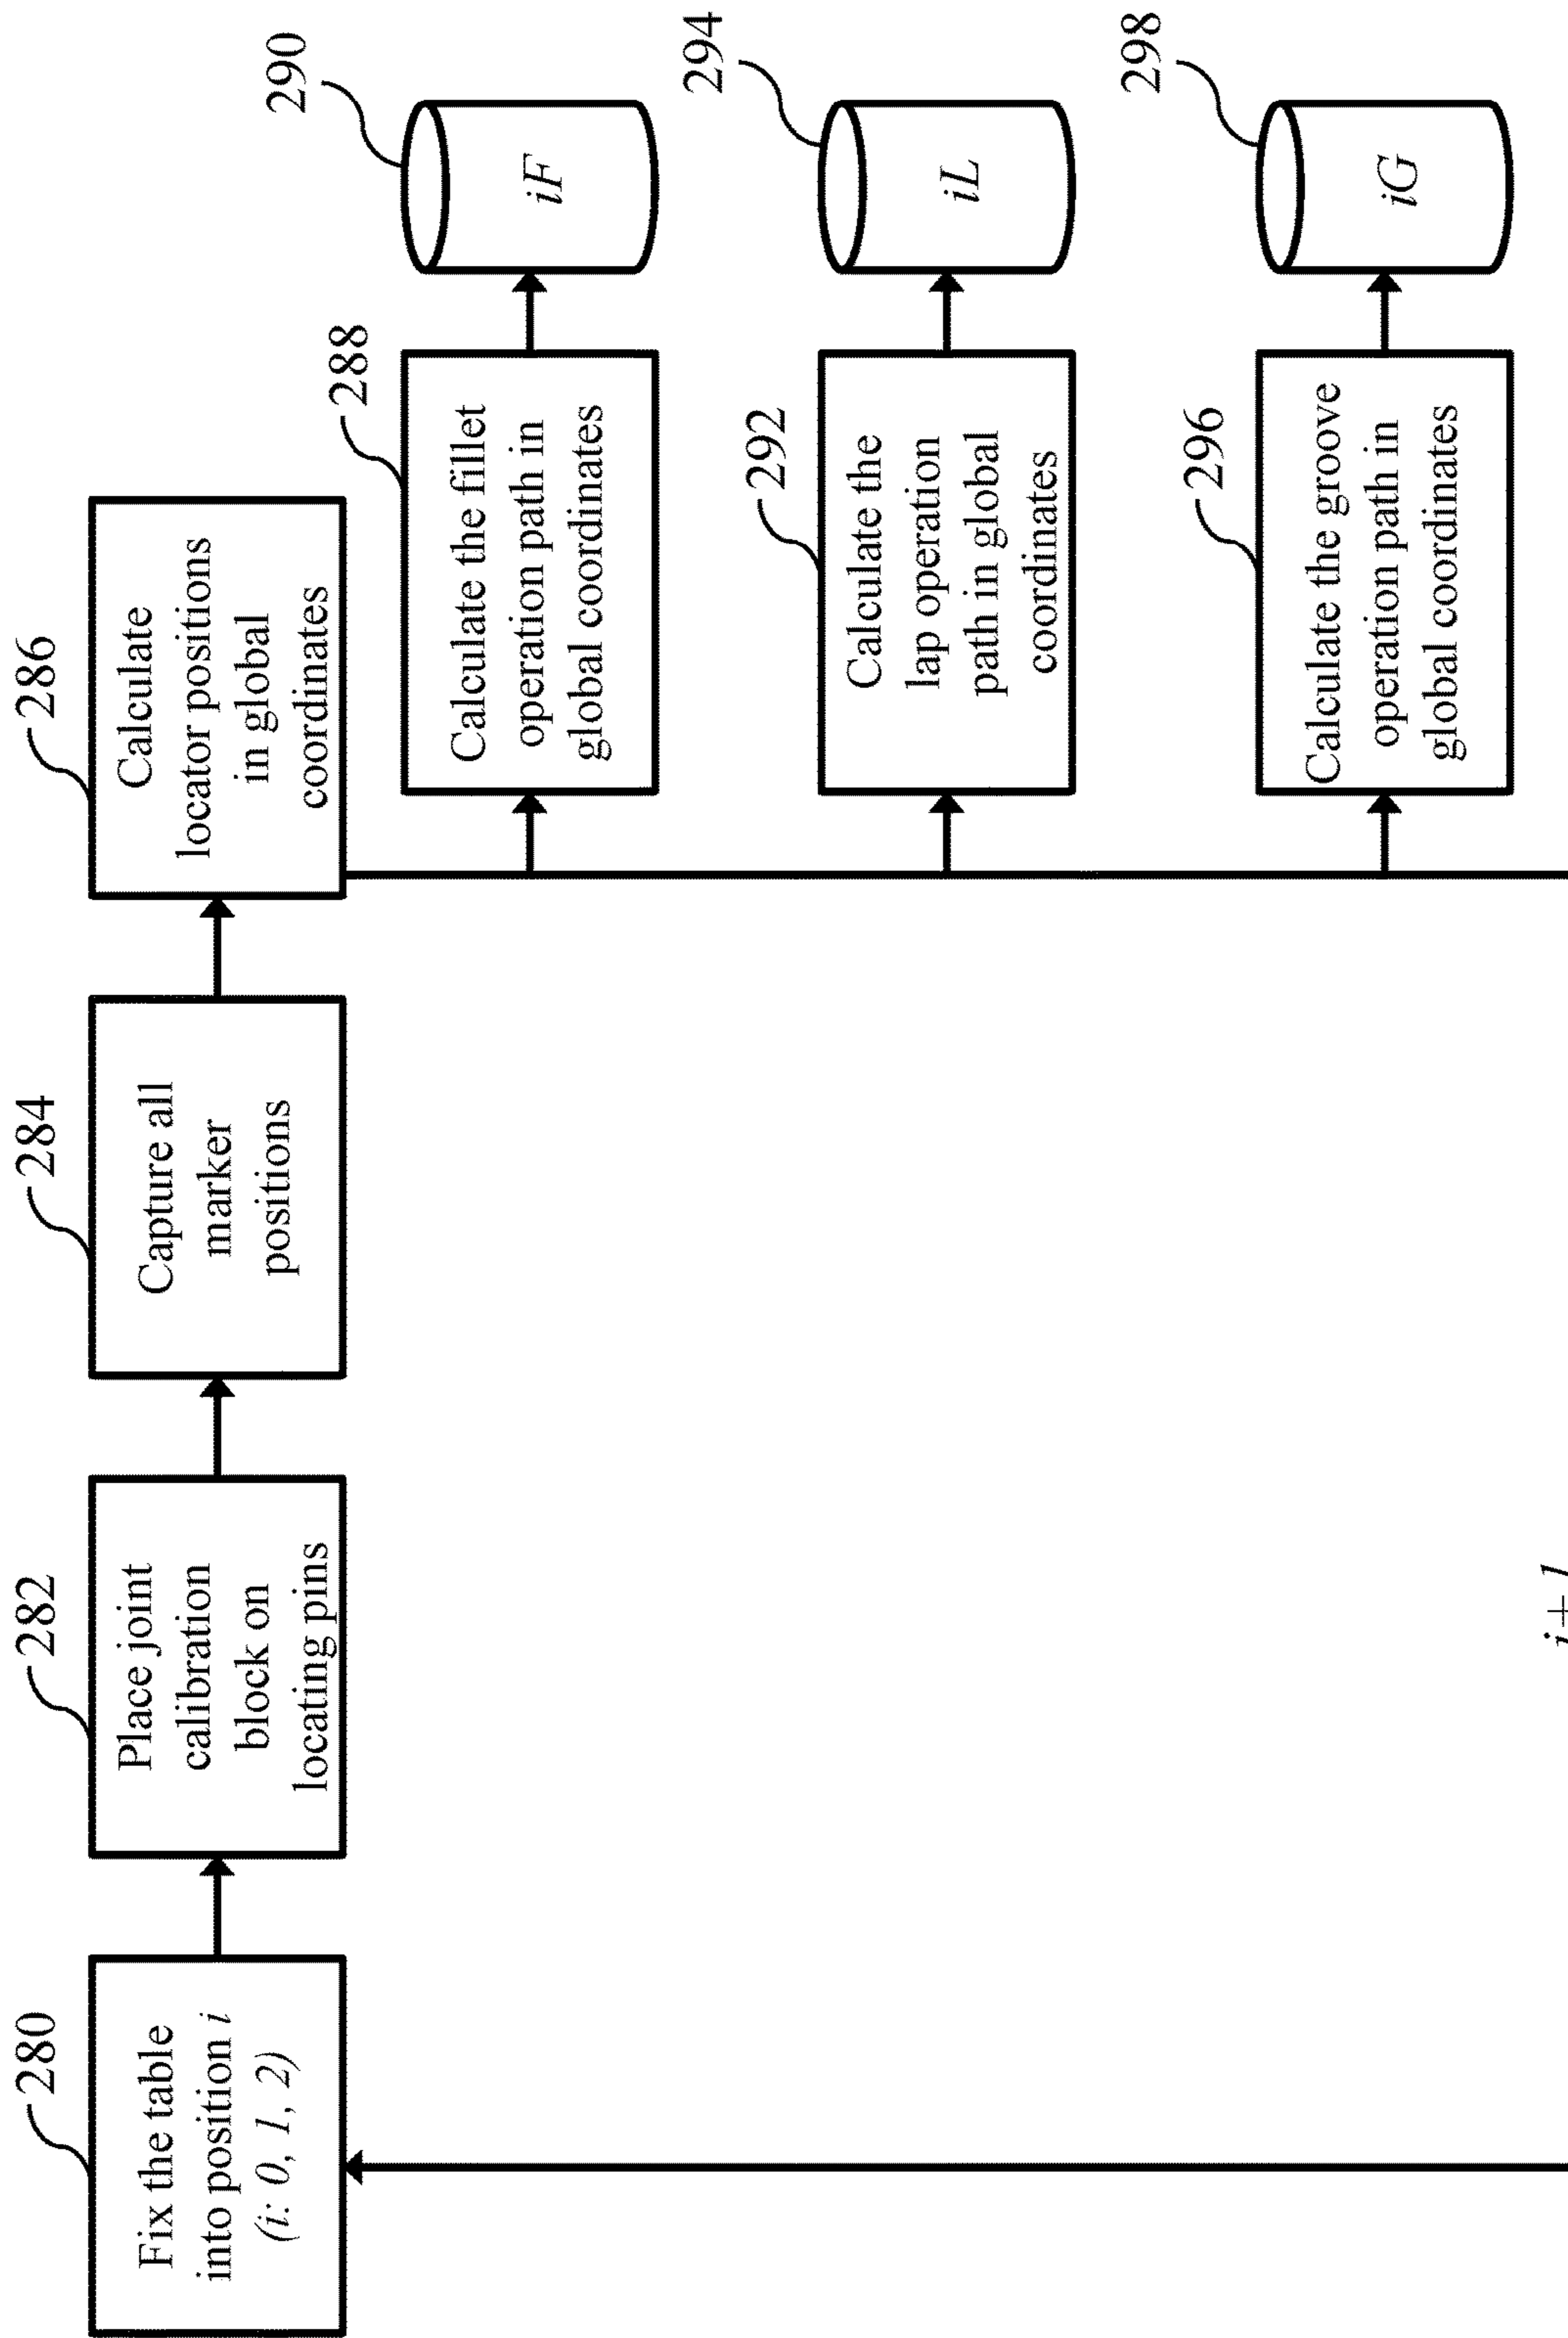 280
Fix the table
into position i
(i: 0, 1, 2)
282
Place joint
calibration
block on
locating pins
284
Capture all
marker
positions
286
Calculate
locator positions
in global
coordinates
288
Calculate the fillet
operation path in
global coordinates
290
iF
292
Calculate the
lap operation
path in global
coordinates
294
iL
296
Calculate the groove
operation path in
global coordinates
298
iG
i+1